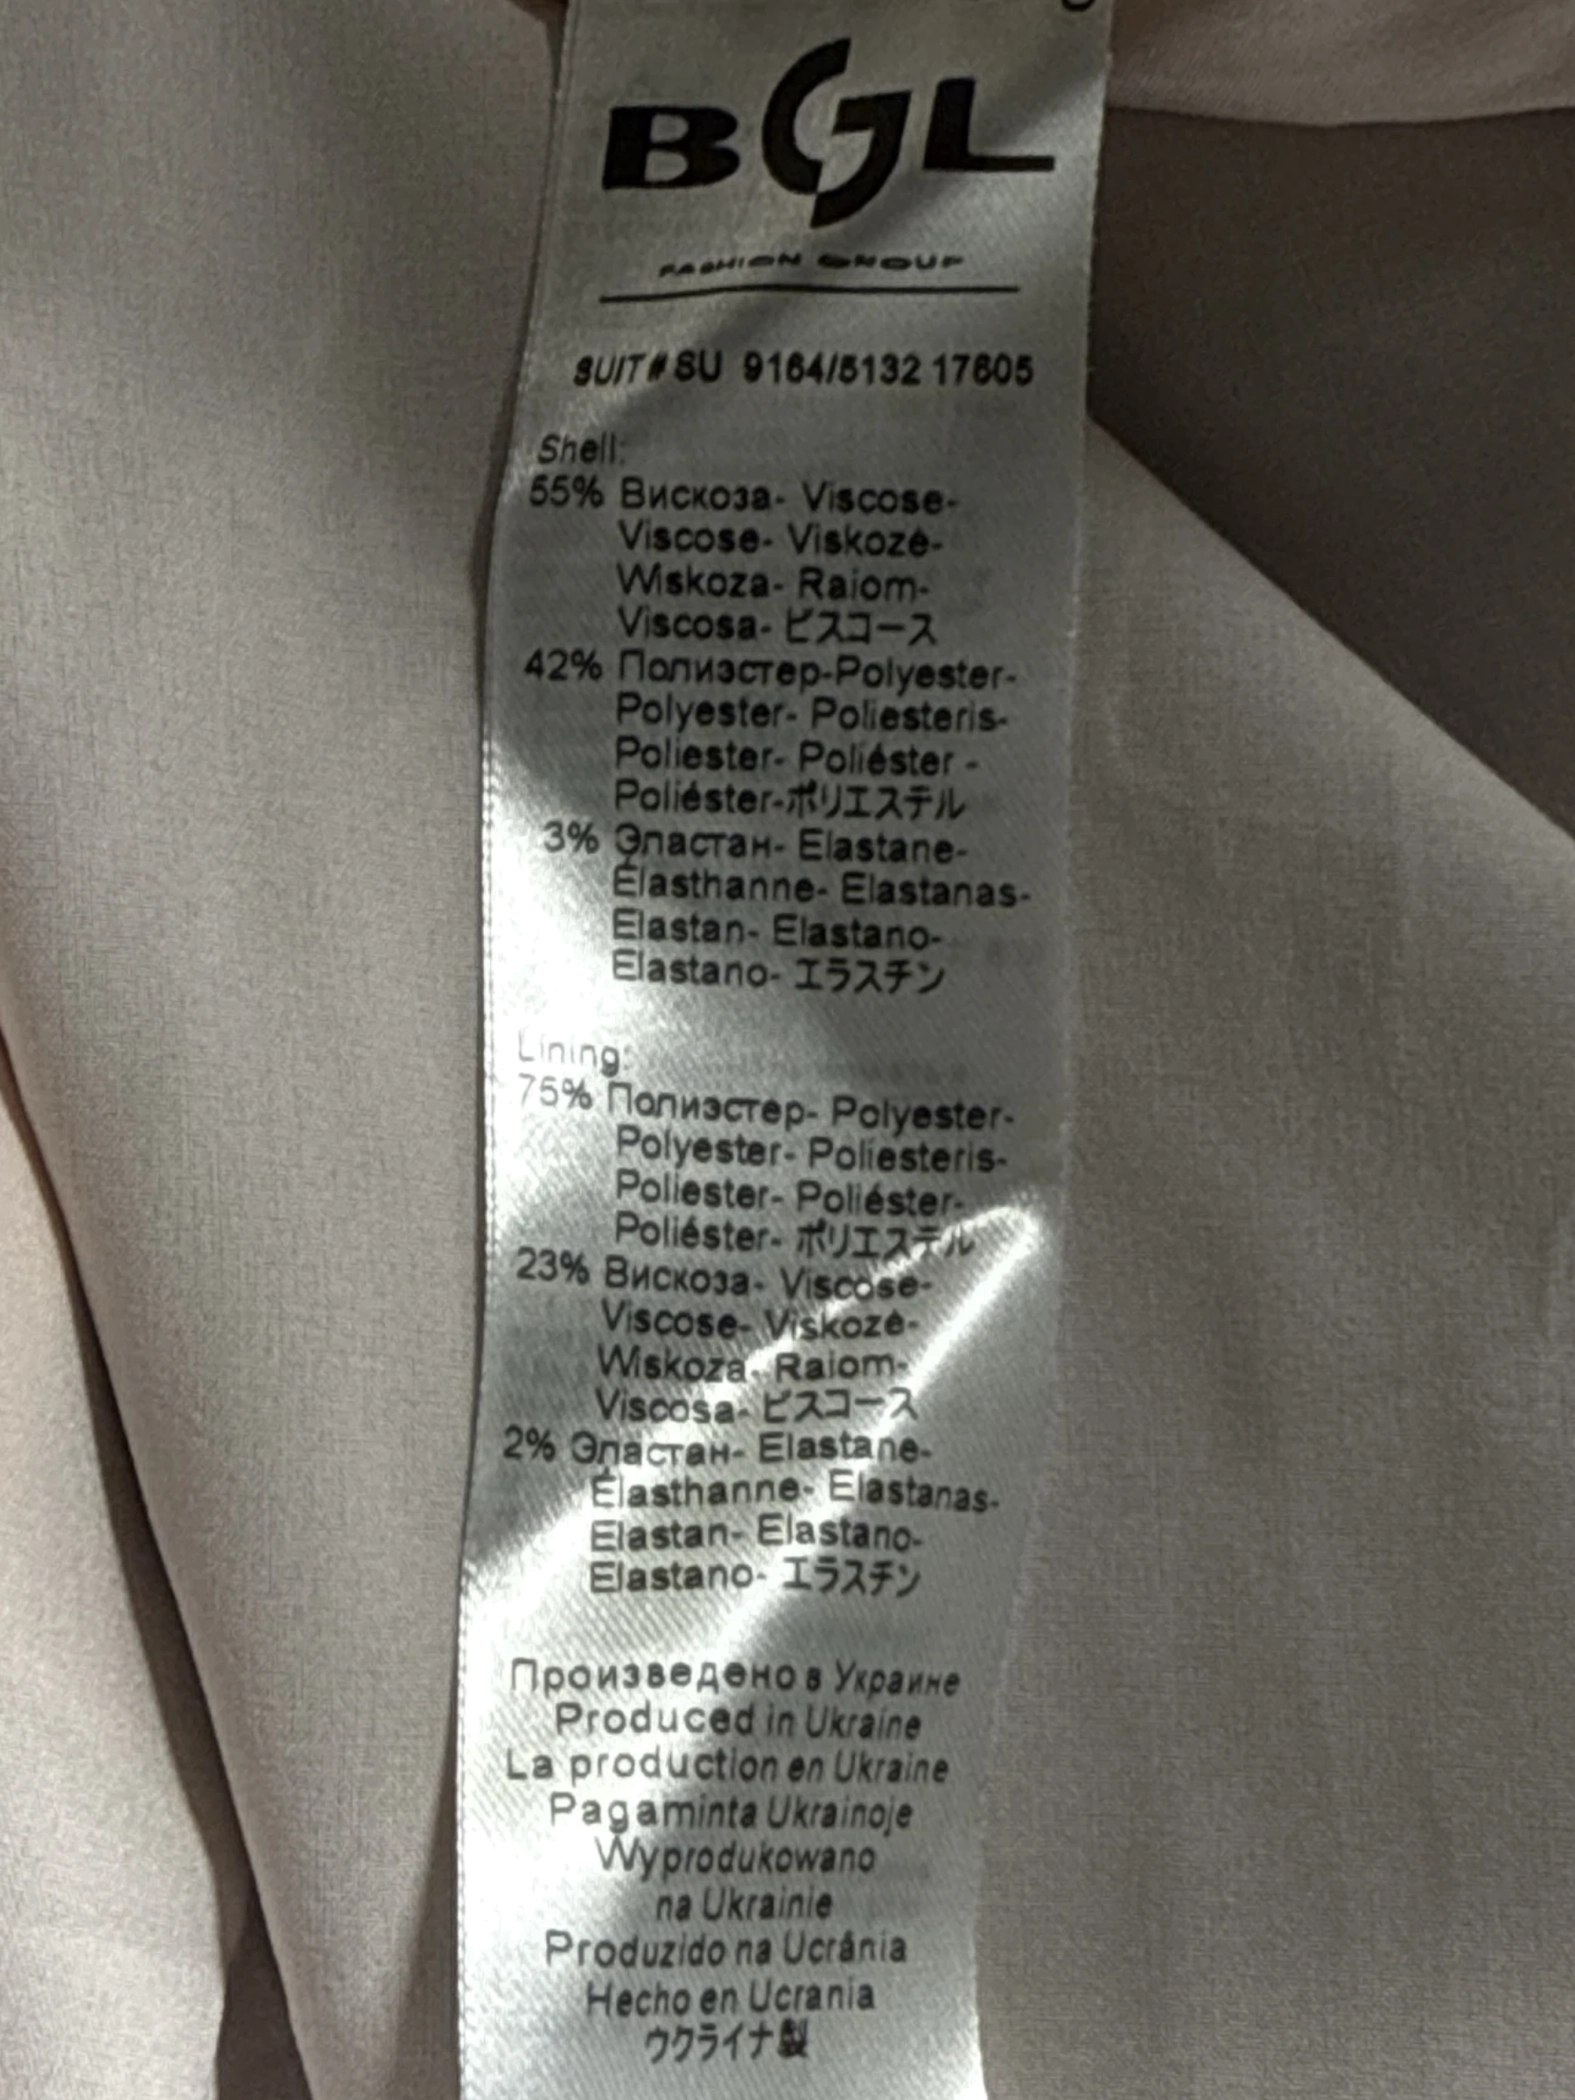 BGL
FASHION GROUP
SUIT# SU 9164/5132 17605
Shell:
55% Вискоза- Viscose-
Viscose- Viskozė-
Wiskoza- Raiom-
Viscosa- ビスコース
42% Полиэстер-Polyester-
Polyester- Poliesteris-
Poliester- Poliéster -
Poliéster-ポリエステル
3% Эластан- Elastane-
Élasthanne- Elastanas-
Elastan- Elastano-
Elastano- エラスチン
Lining:
75% Полиэстер- Polyester-
Polyester- Poliesteris-
Poliester- Poliéster-
Poliéster- ポリエステル
23% Вискоза- Viscose-
Viscose- Viskozė-
Wiskoza- Raiom-
Viscosa- ビスコース
2% Эластан- Elastane-
Élasthanne- Elastanas-
Elastan- Elastano-
Elastano- エラスチン
Произведено в Украине
Produced in Ukraine
La production en Ukraine
Pagaminta Ukrainoje
Wyprodukowano
na Ukrainie
Produzido na Ucrânia
Hecho en Ucrania
ウクライナ製